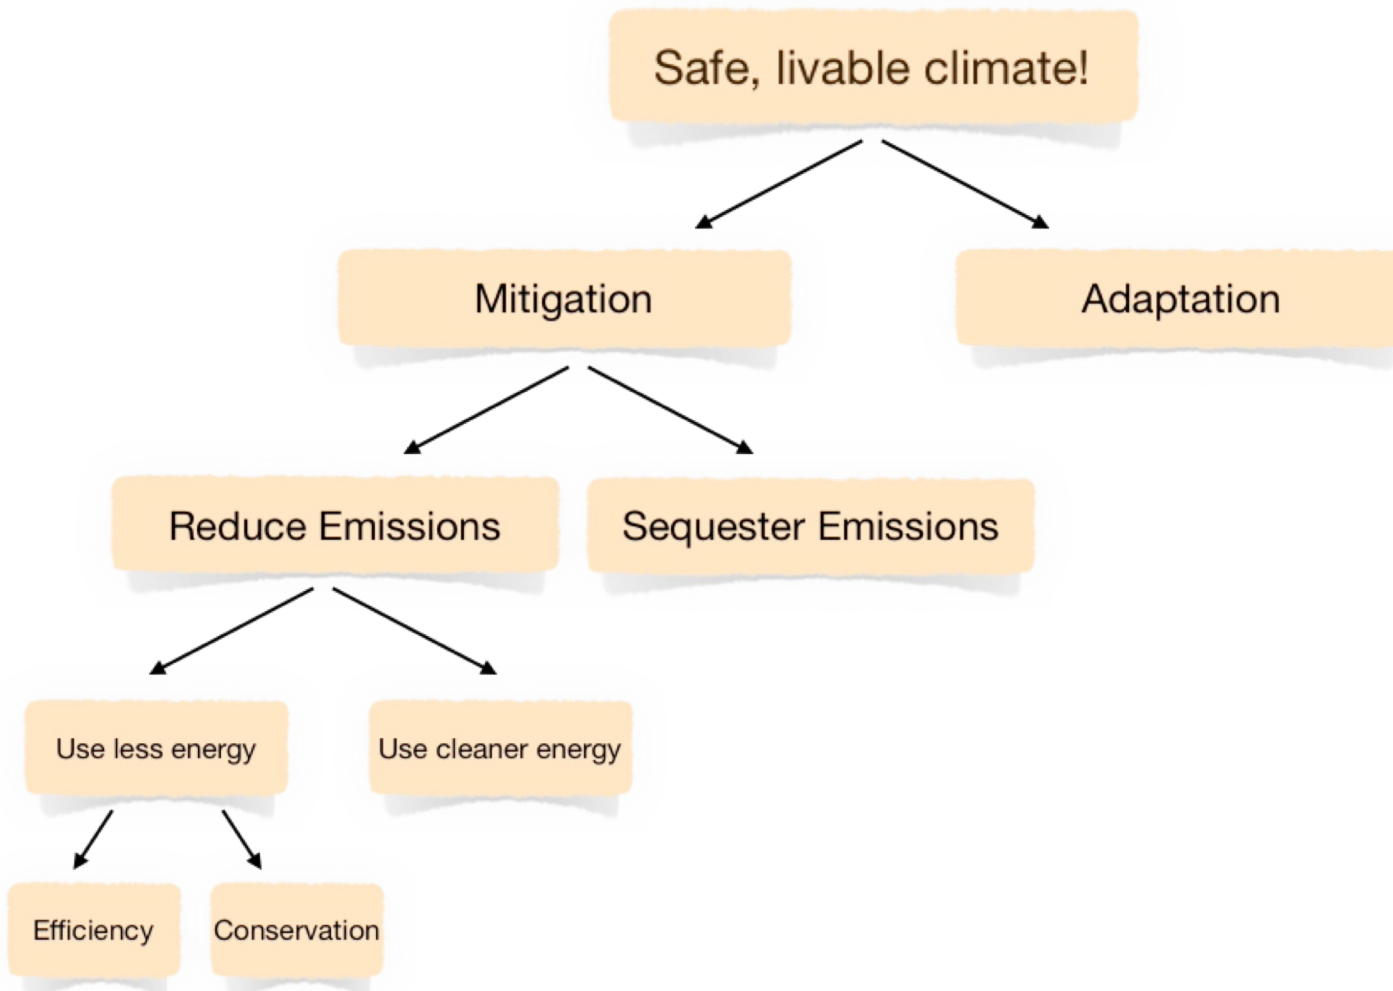 Safe, livable climate!
Mitigation
Adaptation
Reduce Emissions
Sequester Emissions
Use less energy
Use cleaner energy
Efficiency
Conservation